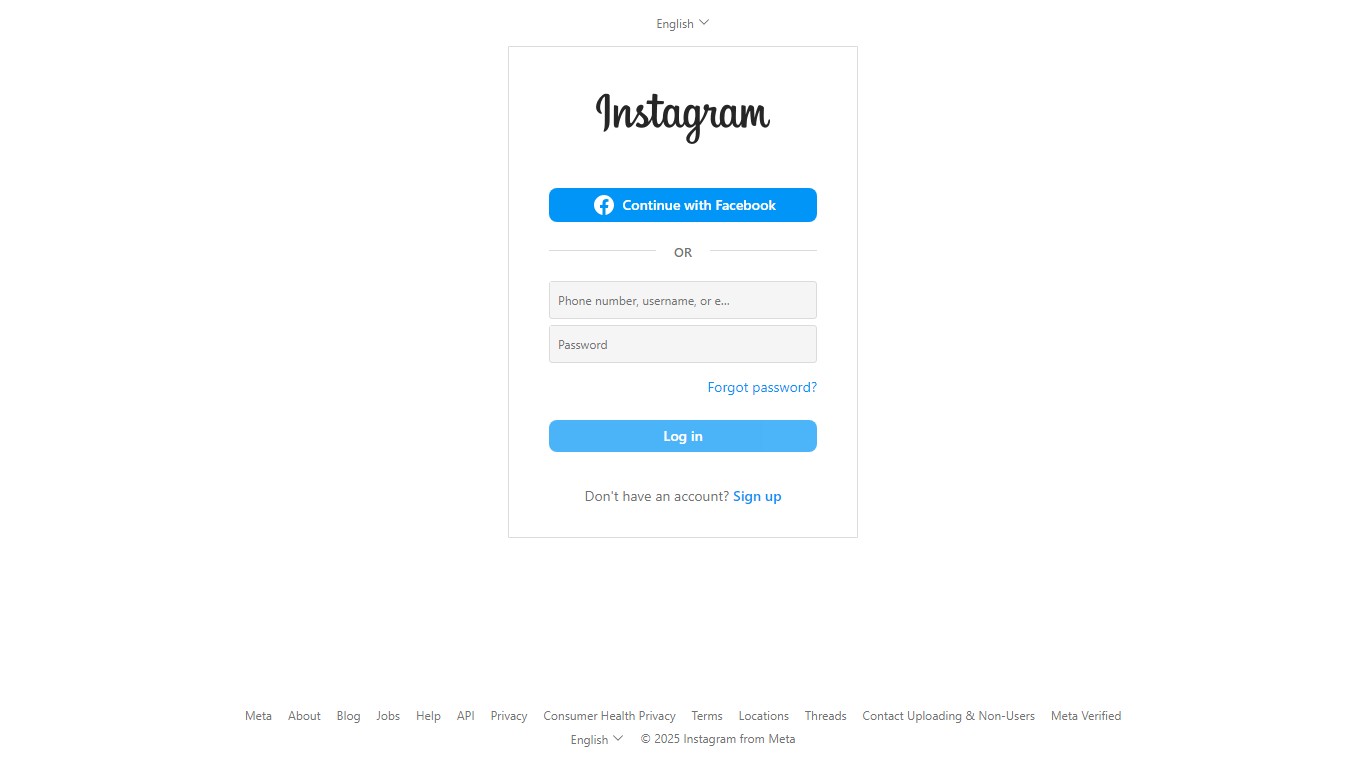 English
Instagram
Continue with Facebook
OR
Phone number, username, or e...
Password
Forgot password?
Log in
Don't have an account? Sign up
Meta About Blog Jobs Help API Privacy Consumer Health Privacy Terms Locations Threads Contact Uploading & Non-Users Meta Verified
English © 2025 Instagram from Meta